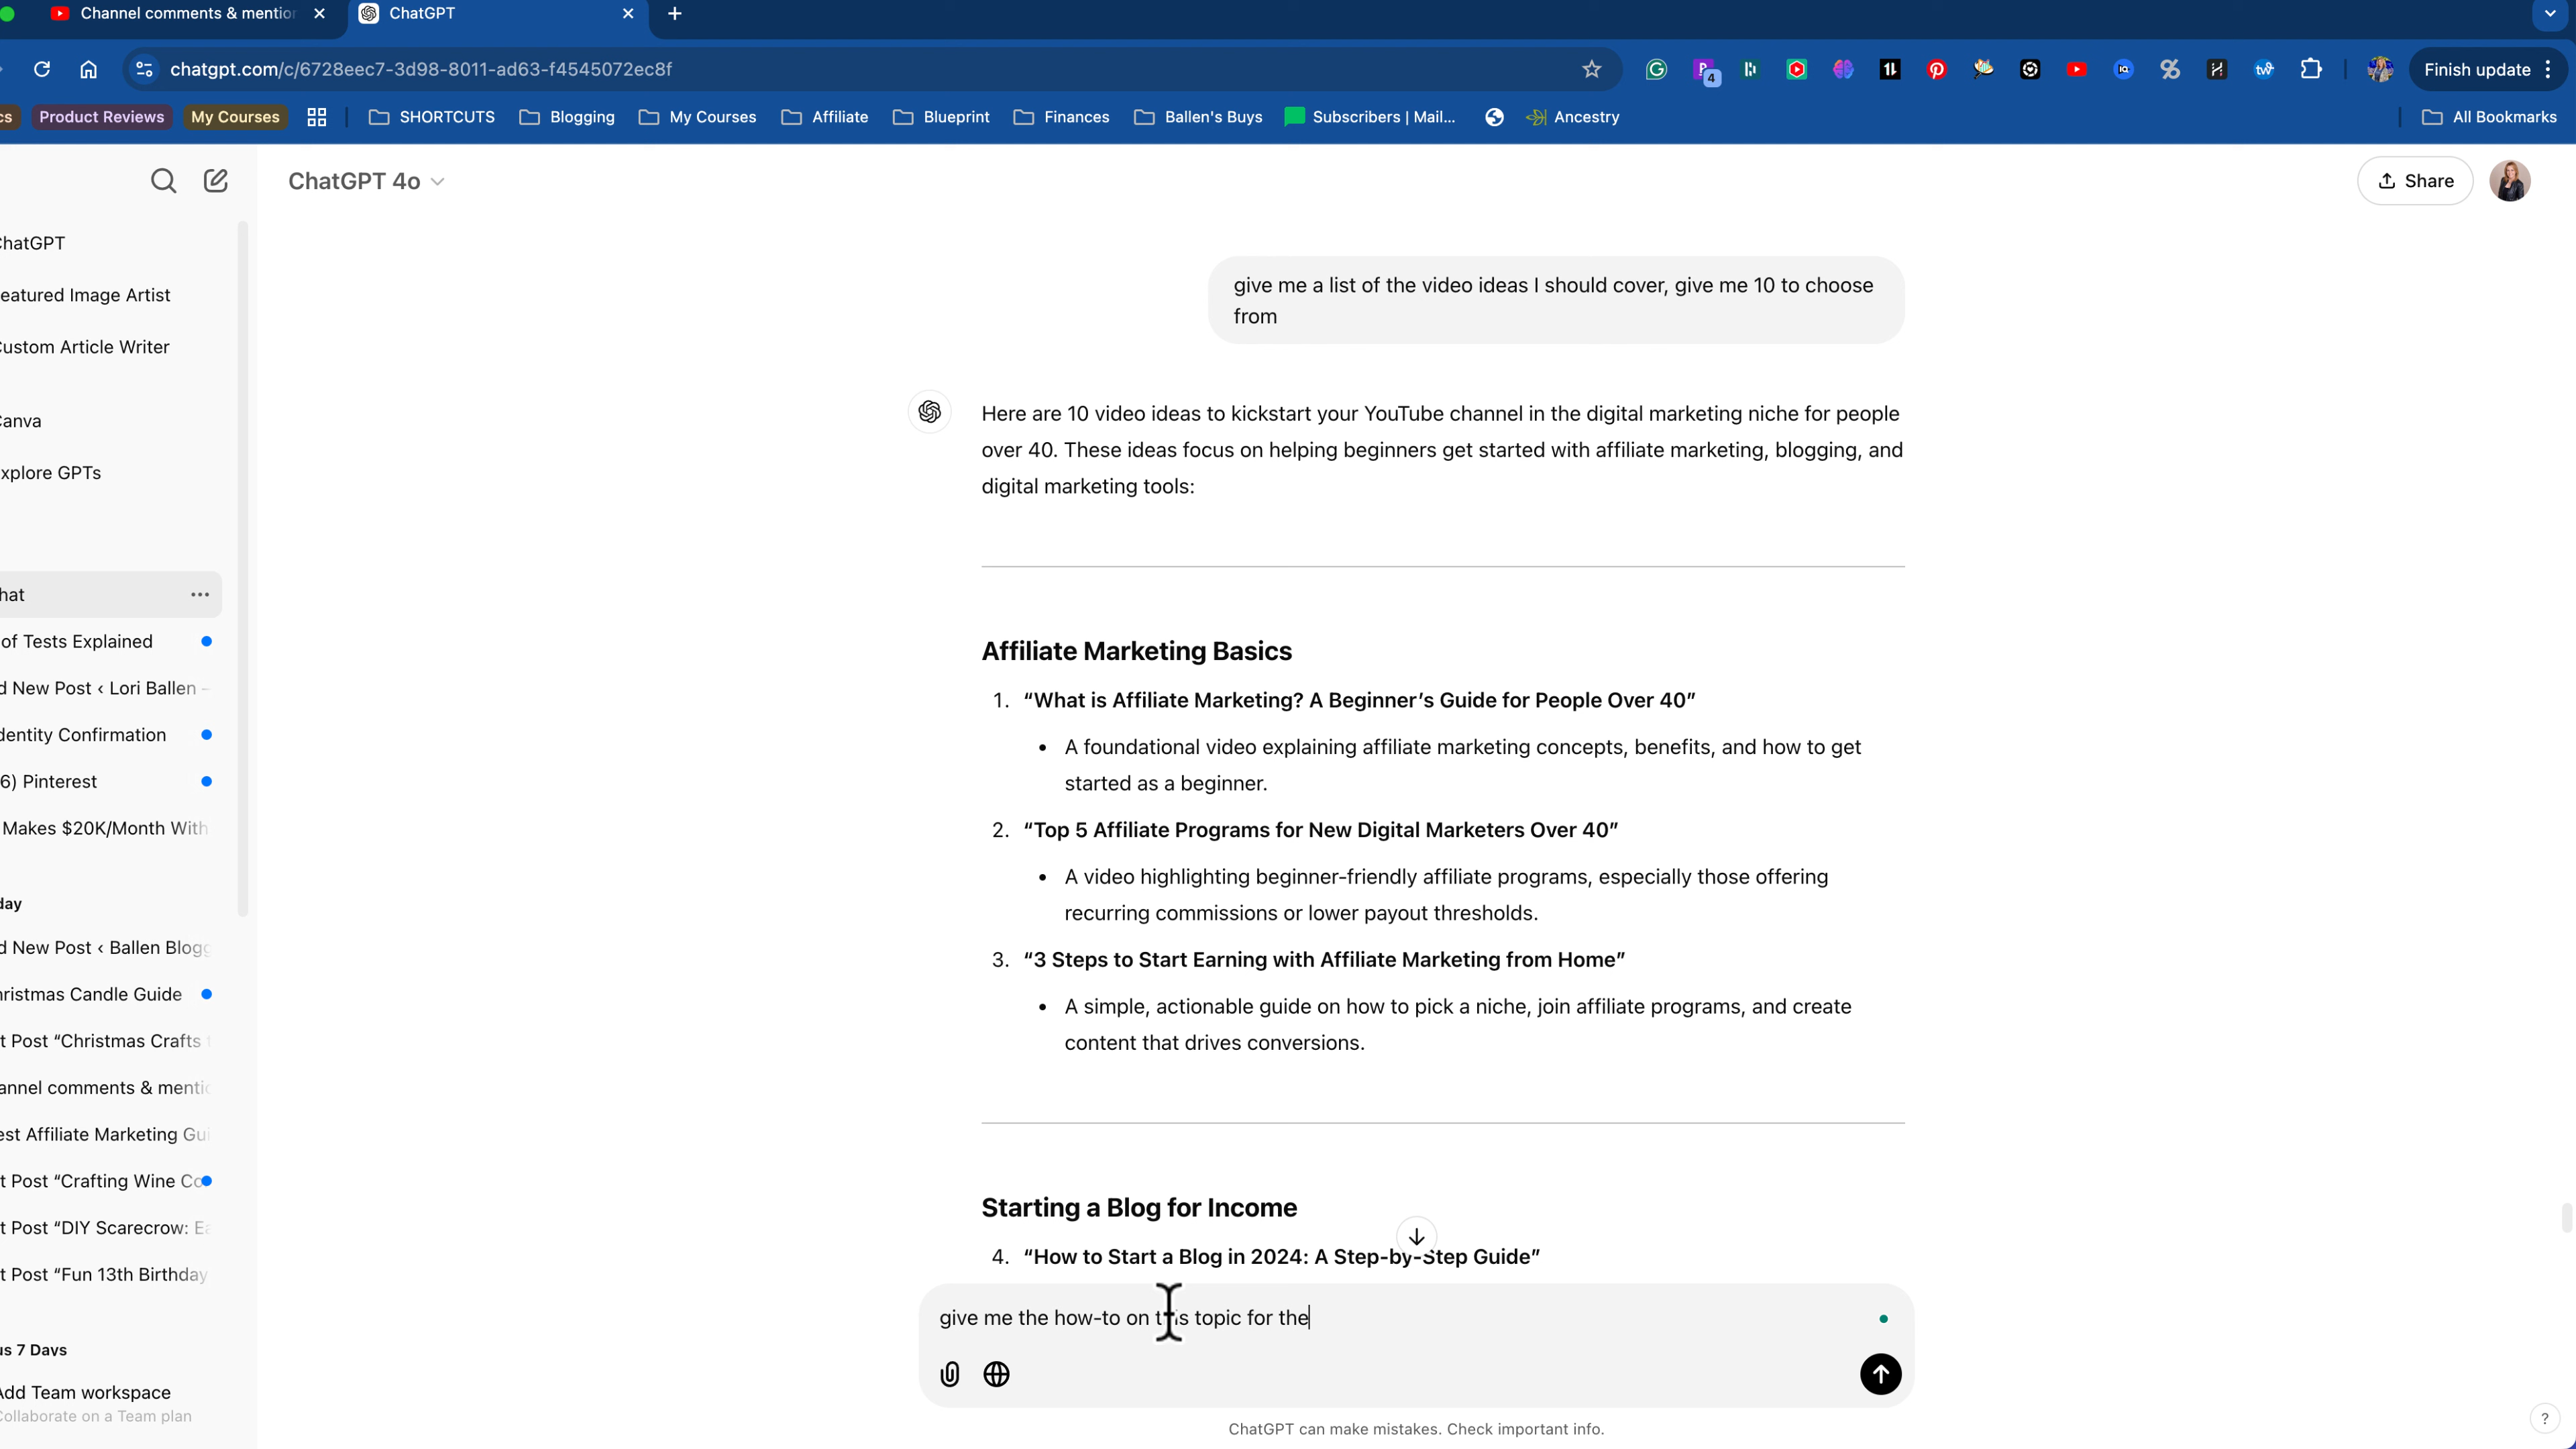 Channel comments & mention
ChatGPT
chatgpt.com/c/6728eec7-3d98-8011-ad63-f4545072ec8f
4
Finish update
cs
Product Reviews
My Courses
SHORTCUTS
Blogging
My Courses
Affiliate
Blueprint
Finances
Ballen's Buys
Subscribers | Mail...
Ancestry
All Bookmarks
ChatGPT 4o
Share
hatGPT
eatured Image Artist
ustom Article Writer
anva
xplore GPTs
hat
of Tests Explained
d New Post ‹ Lori Ballen –
dentity Confirmation
6) Pinterest
Makes $20K/Month With
day
d New Post ‹ Ballen Blogg
hristmas Candle Guide
t Post “Christmas Crafts t
annel comments & mentio
est Affiliate Marketing Gui
t Post “Crafting Wine Co
t Post “DIY Scarecrow: Ea
t Post “Fun 13th Birthday
us 7 Days
Add Team workspace
Collaborate on a Team plan
give me a list of the video ideas I should cover, give me 10 to choose
from
Here are 10 video ideas to kickstart your YouTube channel in the digital marketing niche for people
over 40. These ideas focus on helping beginners get started with affiliate marketing, blogging, and
digital marketing tools:
Affiliate Marketing Basics
1. “What is Affiliate Marketing? A Beginner’s Guide for People Over 40”
• A foundational video explaining affiliate marketing concepts, benefits, and how to get
started as a beginner.
2. “Top 5 Affiliate Programs for New Digital Marketers Over 40”
• A video highlighting beginner-friendly affiliate programs, especially those offering
recurring commissions or lower payout thresholds.
3. “3 Steps to Start Earning with Affiliate Marketing from Home”
• A simple, actionable guide on how to pick a niche, join affiliate programs, and create
content that drives conversions.
Starting a Blog for Income
4. “How to Start a Blog in 2024: A Step-by-Step Guide”
give me the how-to on this topic for the
ChatGPT can make mistakes. Check important info.
?